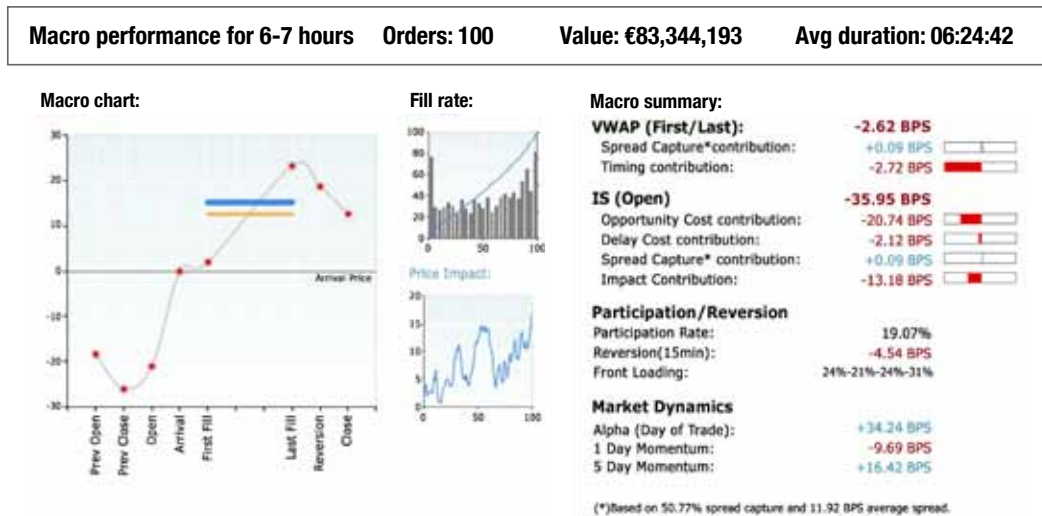 Macro performance for 6-7 hours Orders: 100 Value: €83,344,193 Avg duration: 06:24:42
Macro chart:
30
20
10
0
-10
-20
-30
Arrival Price
Prev Open
Prev Close
Open
Arrival
First Fill
Last Fill
Reversion
Close
Fill rate:
100
80
60
40
20
0
0 50 100
Price Impact:
20
15
10
5
0
0 50 100
Macro summary:
VWAP (First/Last): -2.62 BPS
Spread Capture*contribution: +0.09 BPS
Timing contribution: -2.72 BPS
IS (Open) -35.95 BPS
Opportunity Cost contribution: -20.74 BPS
Delay Cost contribution: -2.12 BPS
Spread Capture* contribution: +0.09 BPS
Impact Contribution: -13.18 BPS
Participation/Reversion
Participation Rate: 19.07%
Reversion(15min): -4.54 BPS
Front Loading: 24%-21%-24%-31%
Market Dynamics
Alpha (Day of Trade): +34.24 BPS
1 Day Momentum: -9.69 BPS
5 Day Momentum: +16.42 BPS
(*)Based on 50.77% spread capture and 11.92 BPS average spread.